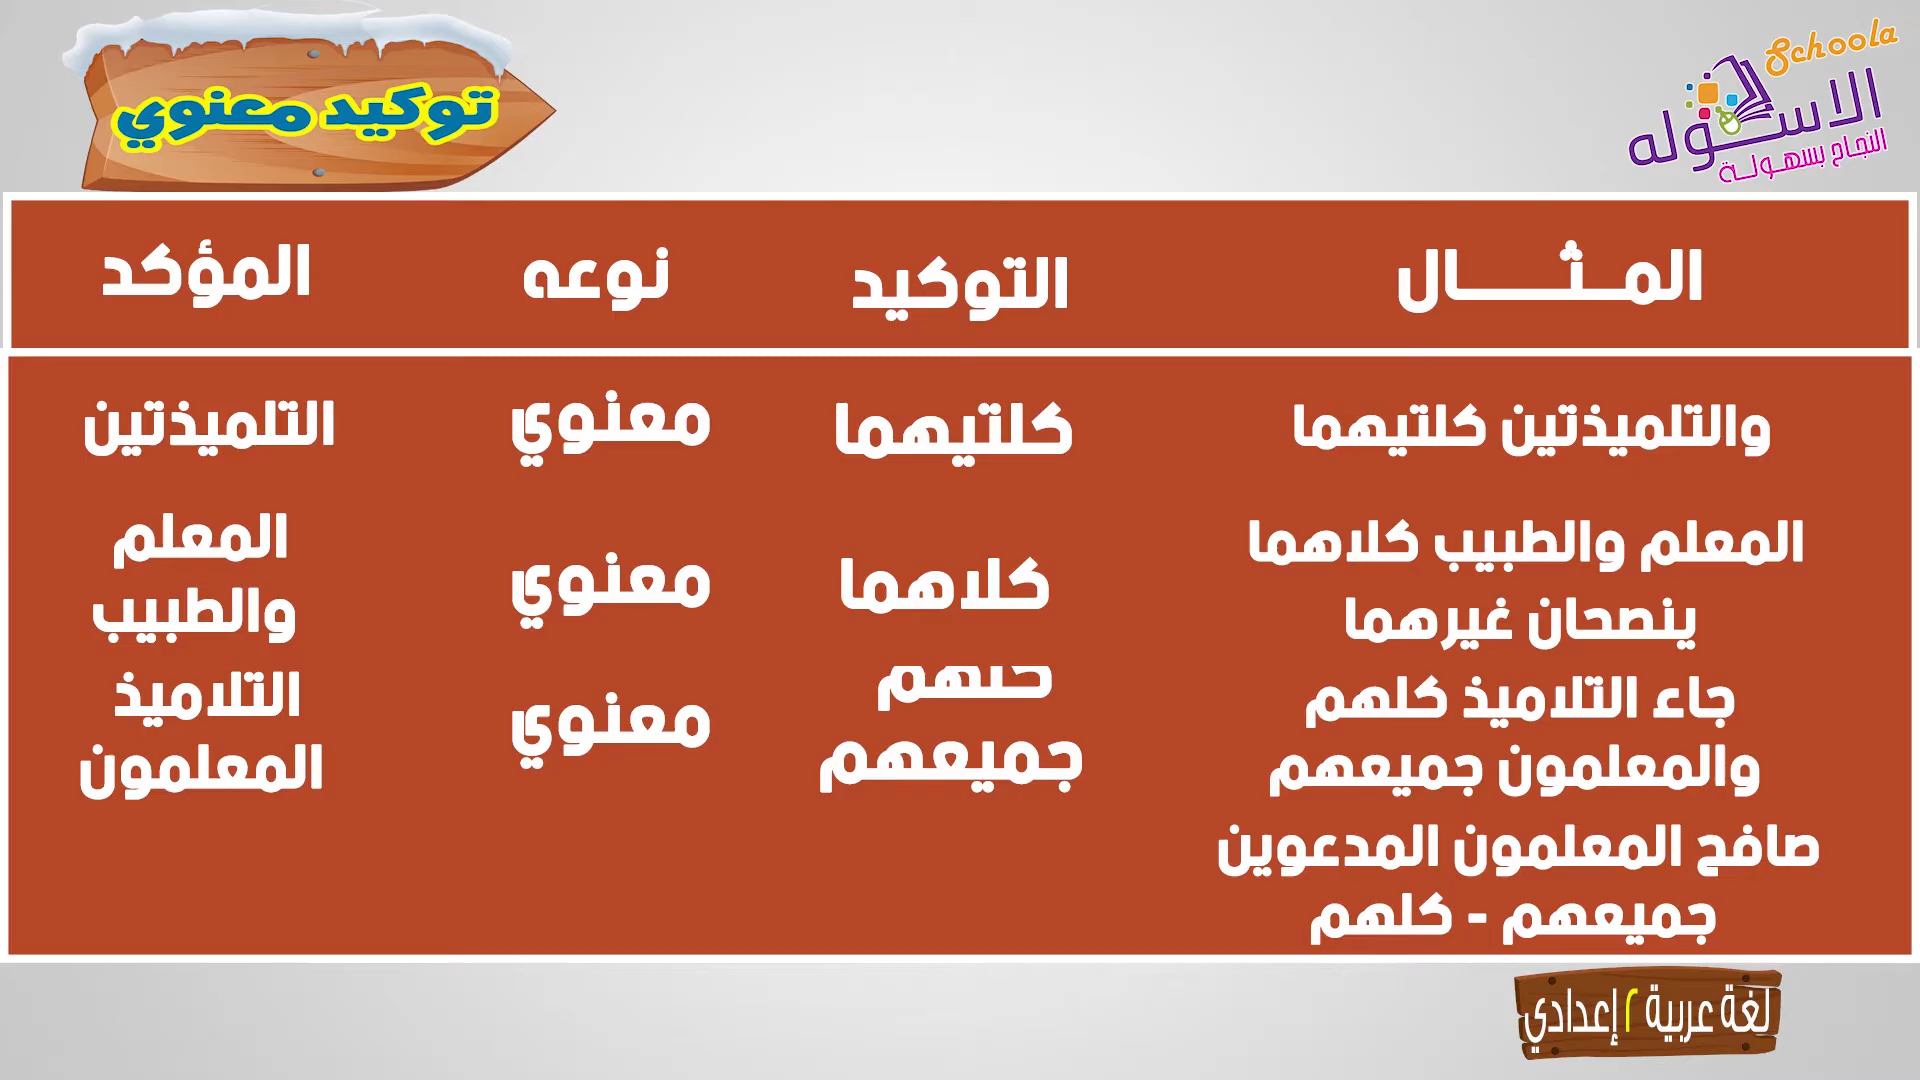 توكيد معنوي
Schoola
الاسكوله
النجاح بسهولة
المثال
التوكيد
نوعه
المؤكد
والتلميذتين كلتيهما
كلتيهما
معنوي
التلميذتين
المعلم والطبيب كلاهما
ينصحان غيرهما
كلاهما
معنوي
المعلم
والطبيب
جاء التلاميذ كلهم
والمعلمون جميعهم
كلهم
جميعهم
معنوي
التلاميذ
المعلمون
صافح المعلمون المدعوين
جميعهم - كلهم
لغة عربية ٢ إعدادي